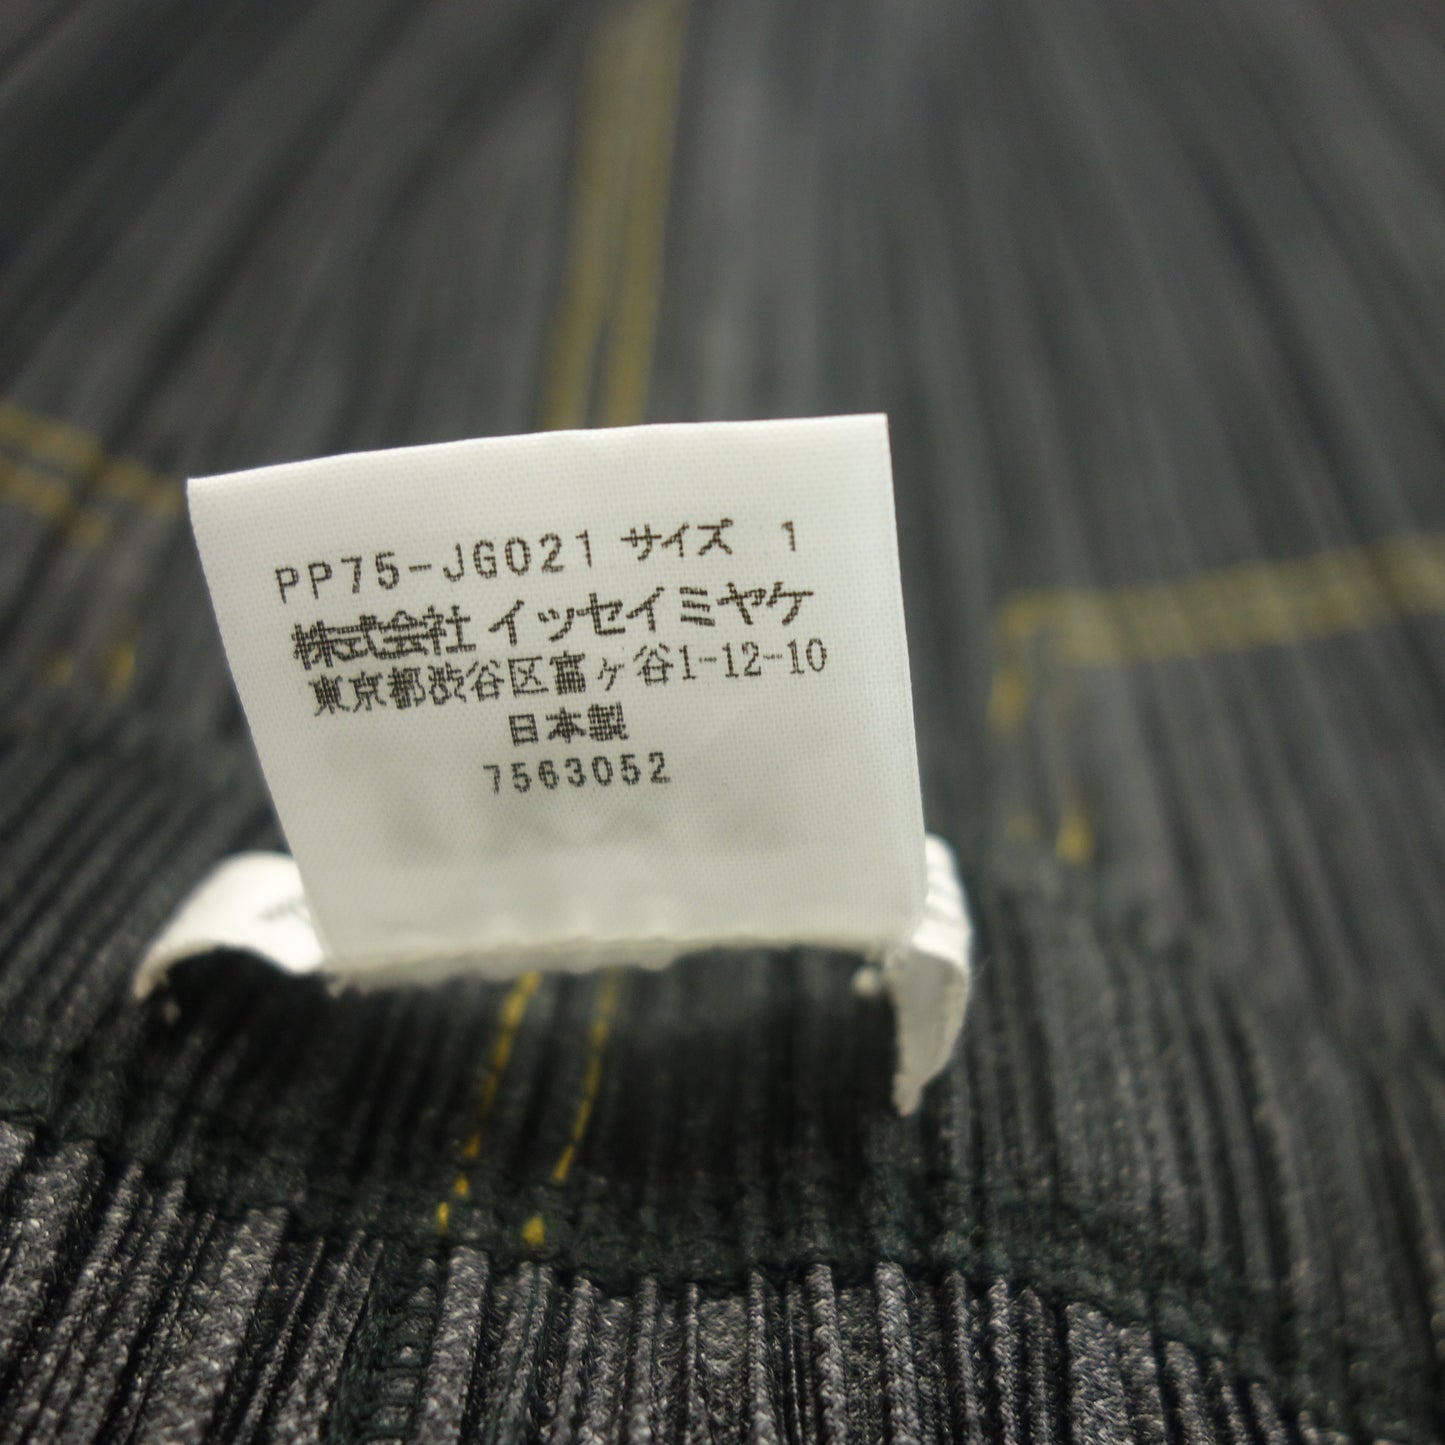 PP75-JG021 サイズ 1
株式会社 イッセイミヤケ
東京都渋谷区富ヶ谷1-12-10
日本製
7563052